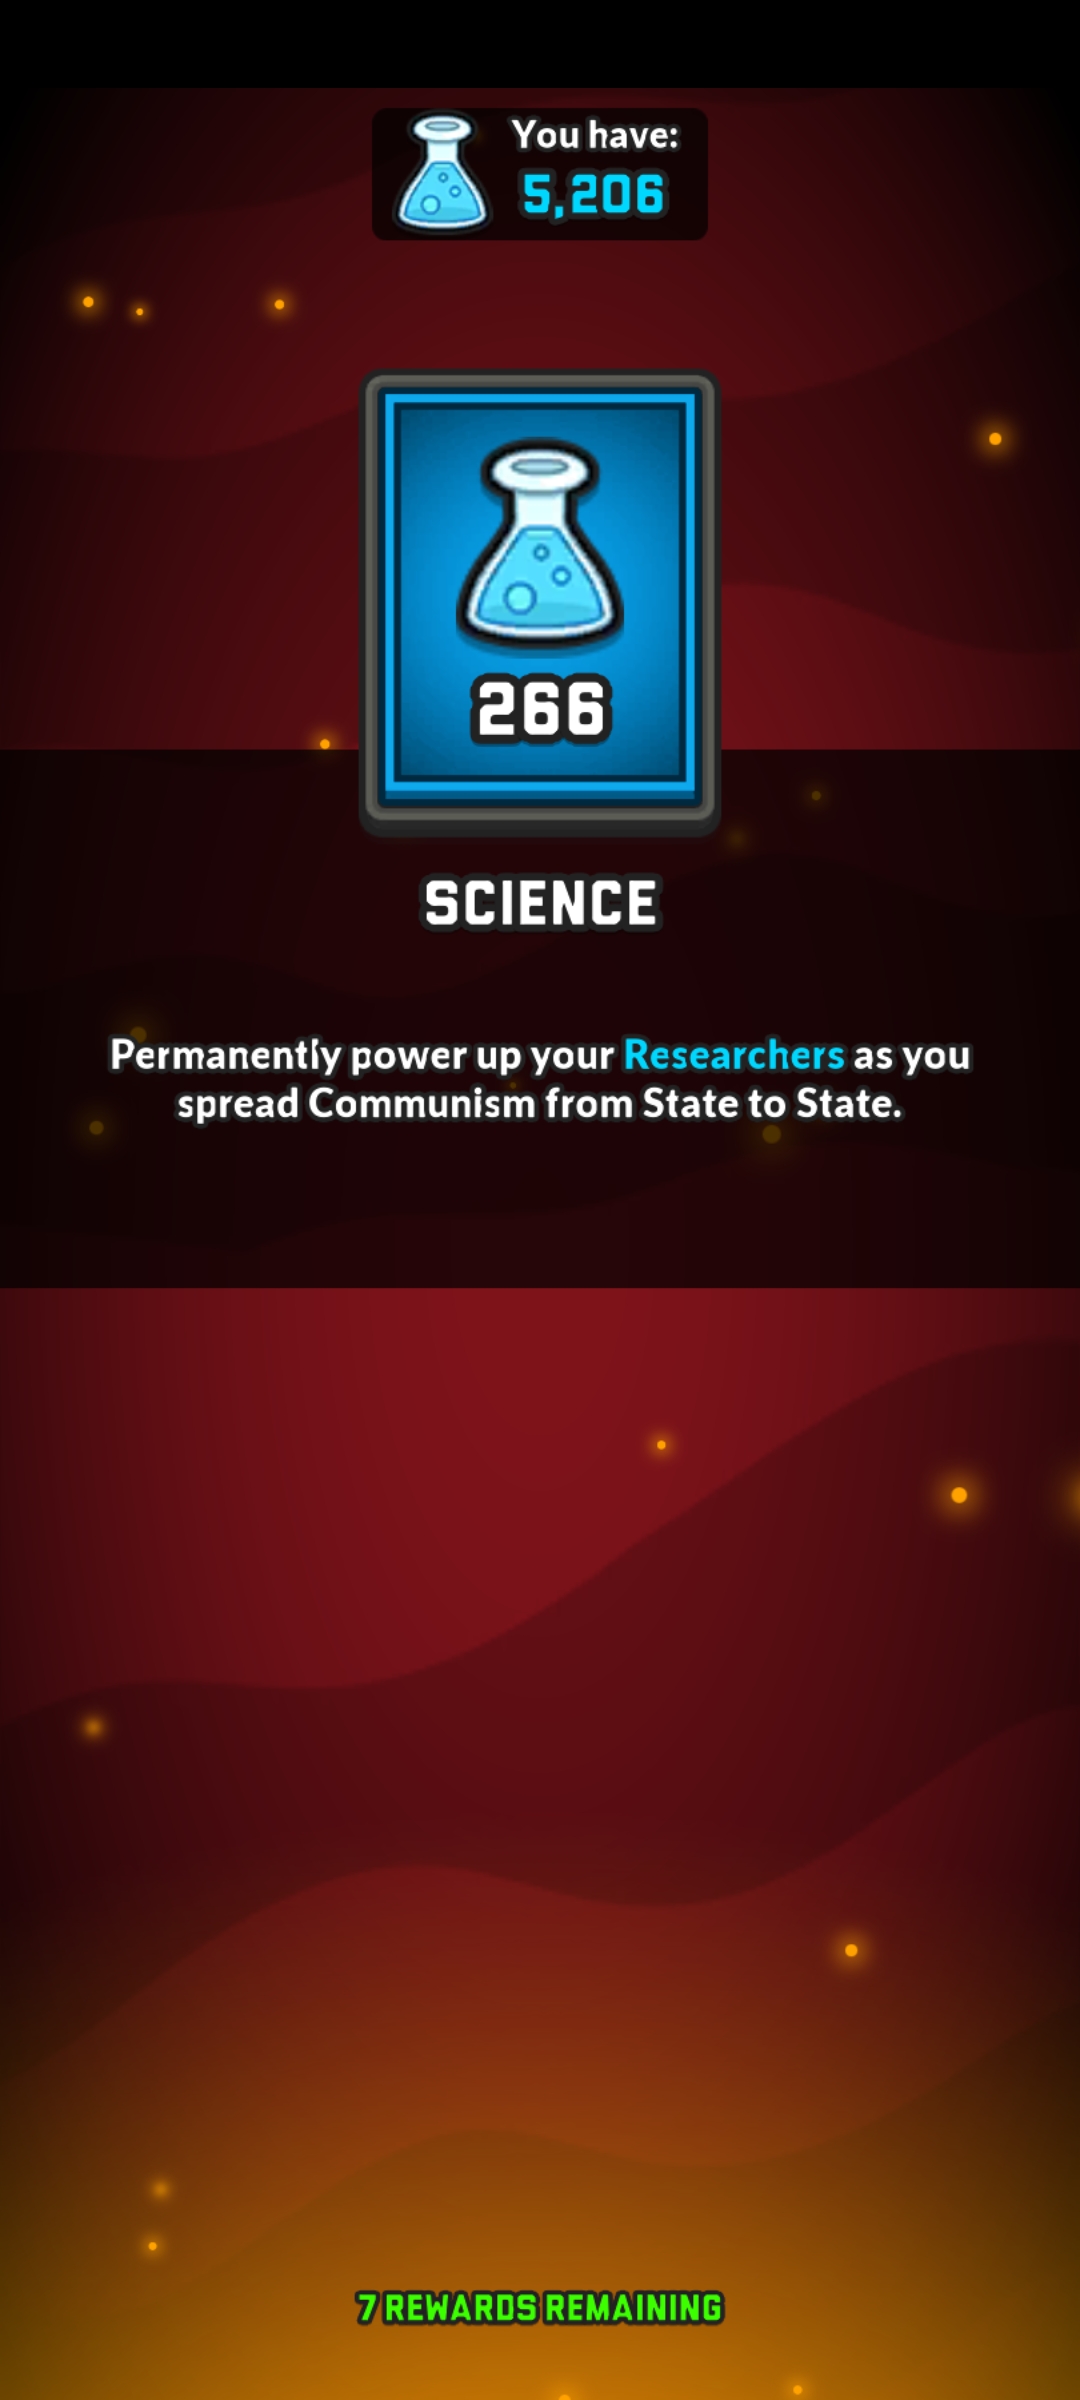 You have:
5,206
266
SCIENCE
Permanently power up your Researchers as you
spread Communism from State to State.
7 REWARDS REMAINING